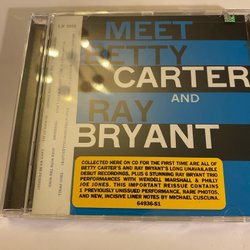 MEET
BETTY
CARTER
AND
RAY
BRYANT
COLLECTED HERE ON CD FOR THE FIRST TIME ARE ALL OF
BETTY CARTER'S AND RAY BRYANT'S LONG UNAVAILABLE
DEBUT RECORDINGS, PLUS 6 STUNNING RAY BRYANT TRIO
PERFORMANCES WITH WENDELL MARSHALL & PHILLY
JOE JONES. THIS IMPORTANT REISSUE CONTAINS
1 PREVIOUSLY UNISSUED PERFORMANCE, RARE PHOTOS,
AND NEW, INCISIVE LINER NOTES BY MICHAEL CUSCUNA.
64936-S1